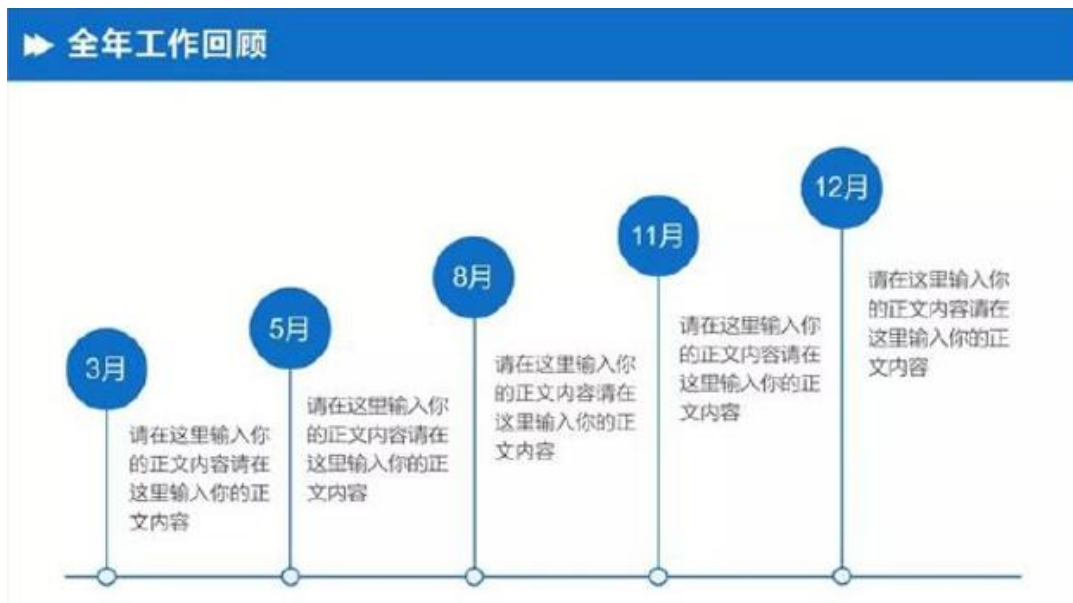 全年工作回顾
3月
请在这里输入你
的正文内容请在
这里输入你的正
文内容
5月
请在这里输入你
的正文内容请在
这里输入你的正
文内容
8月
请在这里输入你
的正文内容请在
这里输入你的正
文内容
11月
请在这里输入你
的正文内容请在
这里输入你的正
文内容
12月
请在这里输入你
的正文内容请在
这里输入你的正
文内容